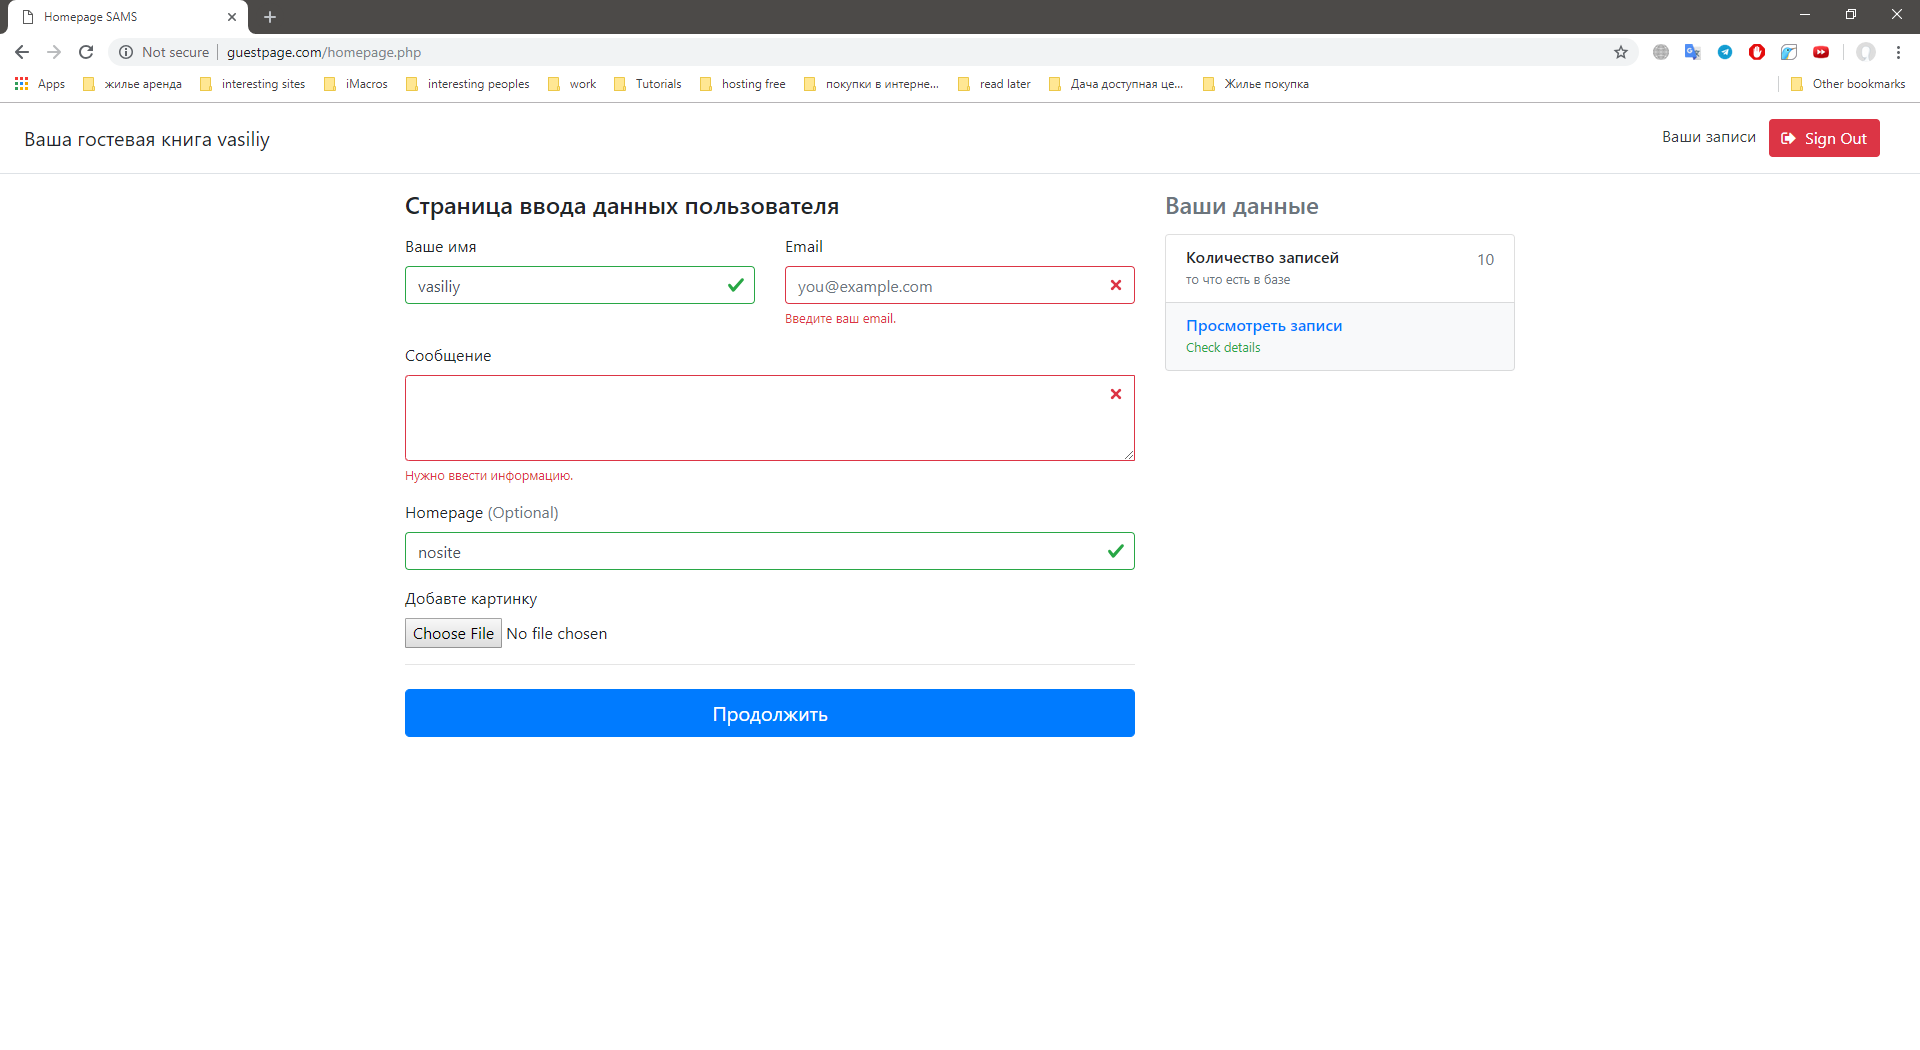 Homepage SAMS
Not secure guestpage.com/homepage.php
Apps жилье аренда interesting sites iMacros interesting peoples work Tutorials hosting free покупки в интерне... read later Дача доступная це... Жилье покупка Other bookmarks
Ваша гостевая книга vasiliy Ваши записи Sign Out
Страница ввода данных пользователя
Ваше имя Email
vasiliy you@example.com
Введите ваш email.
Сообщение
Нужно ввести информацию.
Homepage (Optional)
nosite
Добавте картинку
Choose File No file chosen
Продолжить
Ваши данные
Количество записей 10
то что есть в базе
Просмотреть записи
Check details